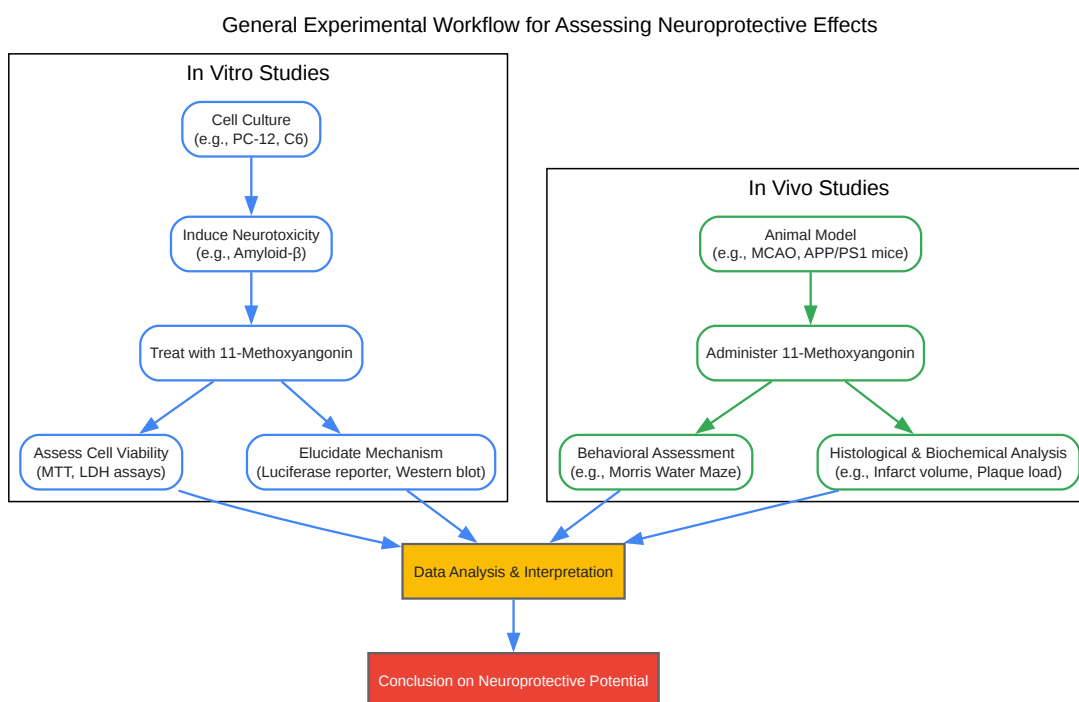 General Experimental Workflow for Assessing Neuroprotective Effects
In Vitro Studies
Cell Culture
(e.g., PC-12, C6)
Induce Neurotoxicity
(e.g., Amyloid-β)
Treat with 11-Methoxyangonin
Assess Cell Viability
(MTT, LDH assays)
Elucidate Mechanism
(Luciferase reporter, Western blot)
In Vivo Studies
Animal Model
(e.g., MCAO, APP/PS1 mice)
Administer 11-Methoxyangonin
Behavioral Assessment
(e.g., Morris Water Maze)
Histological & Biochemical Analysis
(e.g., Infarct volume, Plaque load)
Data Analysis & Interpretation
Conclusion on Neuroprotective Potential